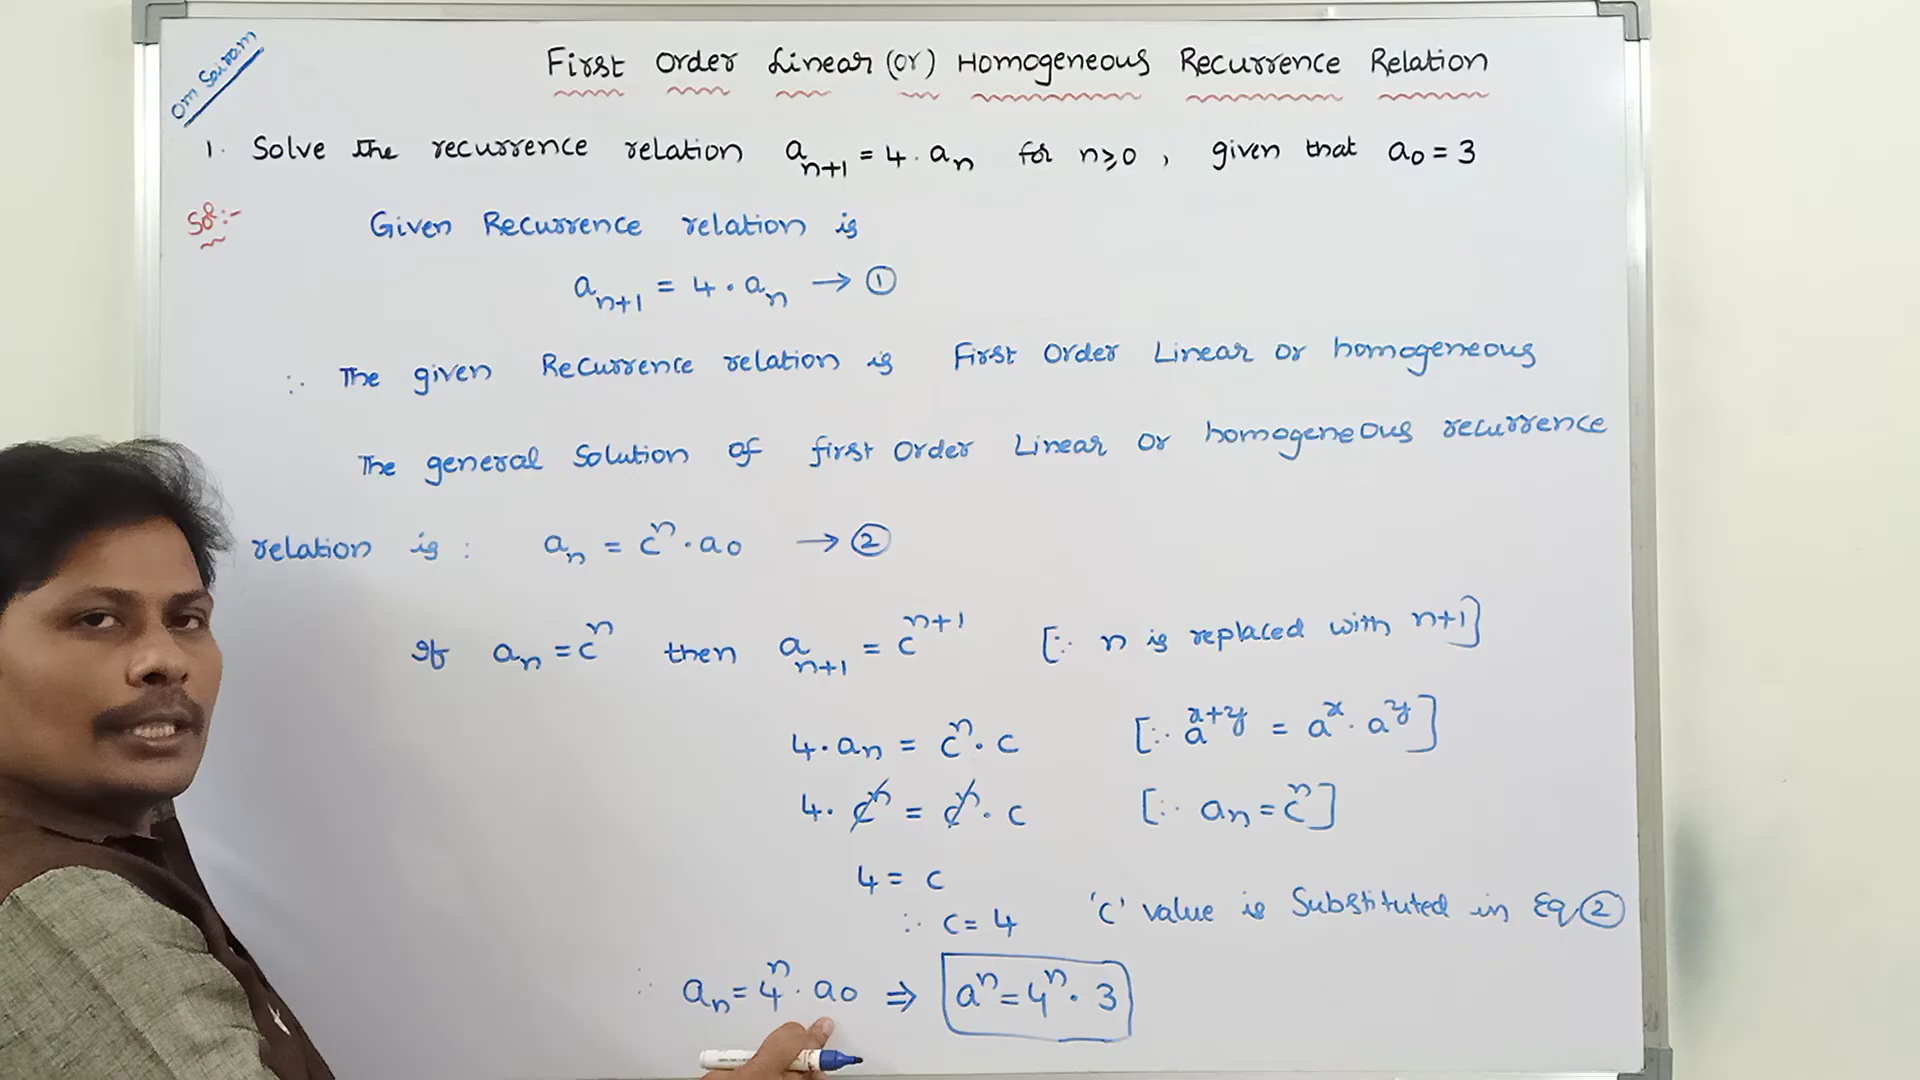 Om Sairam
First Order Linear (or) Homogeneous Recurrence Relation
1. Solve the recurrence relation aₙ₊₁ = 4 . aₙ for n ≥ 0 , given that a₀ = 3
Sol:-
Given Recurrence relation is
aₙ₊₁ = 4 . aₙ → ①
∴ The given Recurrence relation is First Order Linear or homogeneous
The general Solution of first Order Linear or homogeneous recurrence
relation is : aₙ = cⁿ . a₀ → ②
If aₙ = cⁿ then aₙ₊₁ = cⁿ⁺¹ [∵ n is replaced with n+1]
4 . aₙ = cⁿ . c [∵ aˣ⁺ʸ = aˣ . aʸ]
4 . cⁿ = cⁿ . c [∵ aₙ = cⁿ]
4 = c
∴ c = 4 'c' value is Substituted in Eq ②
∴ aₙ = 4ⁿ . a₀ ⇒ aⁿ = 4ⁿ . 3